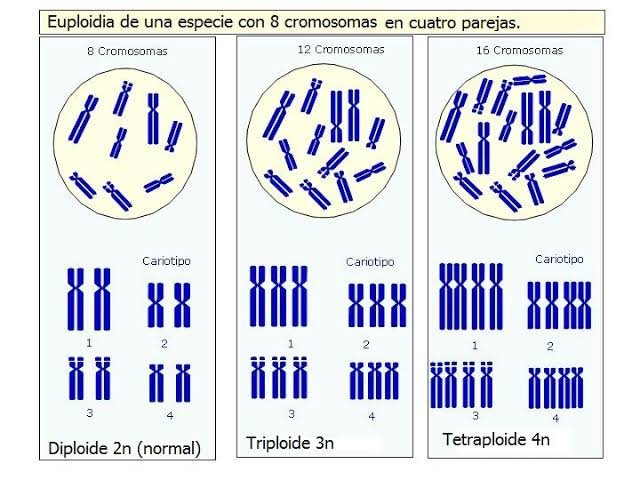 Euploidia de una especie con 8 cromosomas en cuatro parejas.
8 Cromosomas
Cariotipo
1
2
3
4
Diploide 2n (normal)
12 Cromosomas
Cariotipo
1
2
3
4
Triploide 3n
16 Cromosomas
Cariotipo
1
2
3
4
Tetraploide 4n